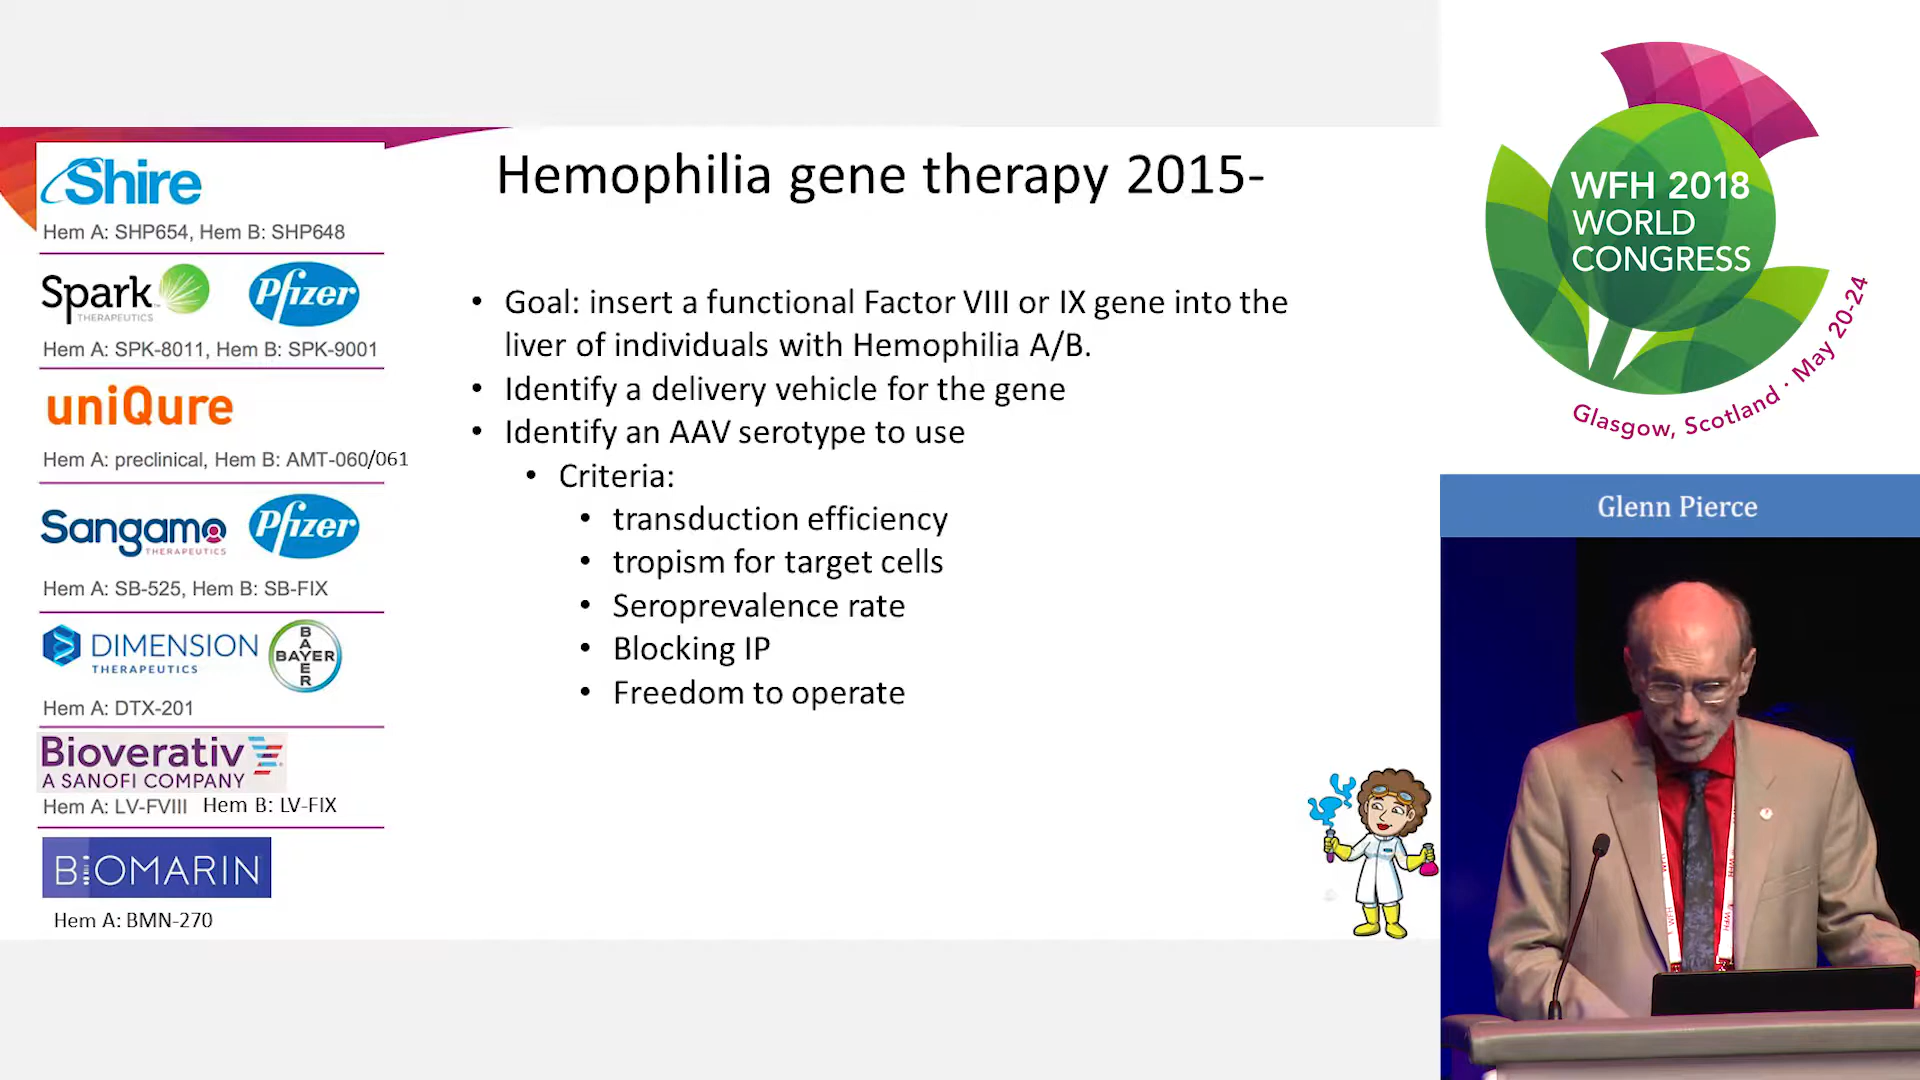 Shire
Hem A: SHP654, Hem B: SHP648
Spark
THERAPEUTICS
Pfizer
Hem A: SPK-8011, Hem B: SPK-9001
uniQure
Hem A: preclinical, Hem B: AMT-060/061
Sangamo
THERAPEUTICS
Pfizer
Hem A: SB-525, Hem B: SB-FIX
DIMENSION
THERAPEUTICS
BAYER
BAYER
Hem A: DTX-201
Bioverativ
A SANOFI COMPANY
Hem A: LV-FVIII Hem B: LV-FIX
BIOMARIN
Hem A: BMN-270
Hemophilia gene therapy 2015-
• Goal: insert a functional Factor VIII or IX gene into the
liver of individuals with Hemophilia A/B.
• Identify a delivery vehicle for the gene
• Identify an AAV serotype to use
• Criteria:
• transduction efficiency
• tropism for target cells
• Seroprevalence rate
• Blocking IP
• Freedom to operate
WFH 2018
WORLD
CONGRESS
Glasgow, Scotland · May 20-24
Glenn Pierce